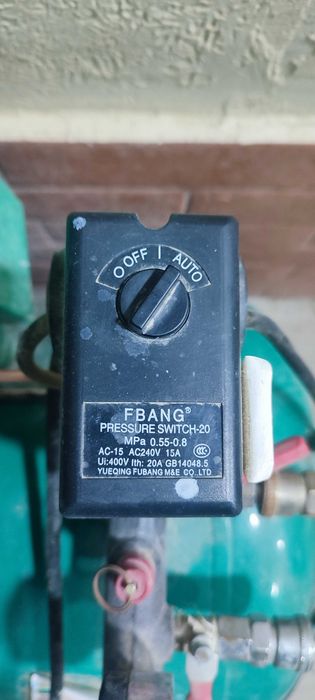 O OFF | AUTO
FBANG®
PRESSURE SWITCH-20
MPa 0.55-0.8
AC-15 AC240V 15A
Ui:400V Ith: 20A GB14048.5
YUEQING FUBANG M&E CO.,LTD